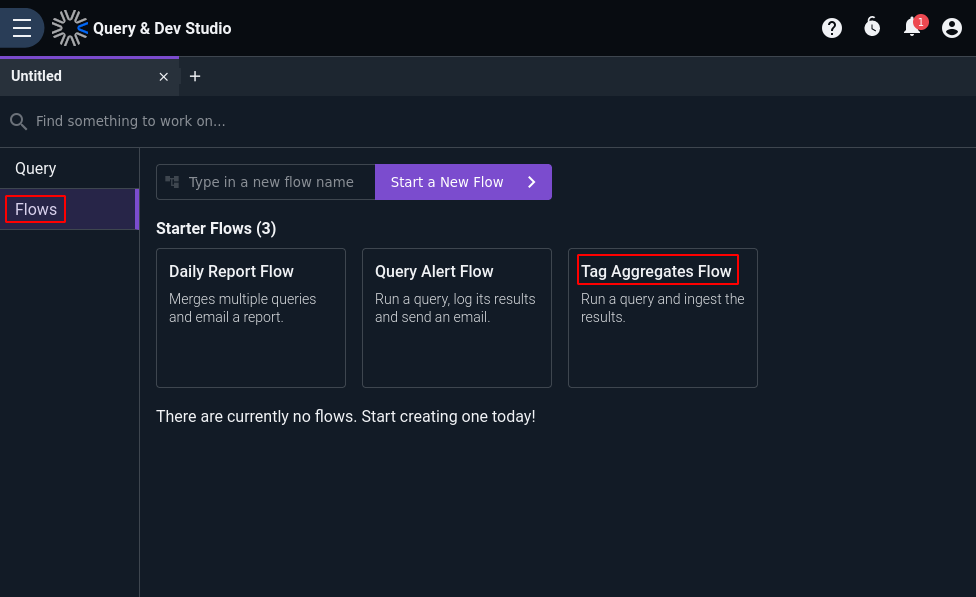 Query & Dev Studio
1
Untitled
Find something to work on...
Query
Flows
Type in a new flow name
Start a New Flow
Starter Flows (3)
Daily Report Flow
Merges multiple queries
and email a report.
Query Alert Flow
Run a query, log its results
and send an email.
Tag Aggregates Flow
Run a query and ingest the
results.
There are currently no flows. Start creating one today!